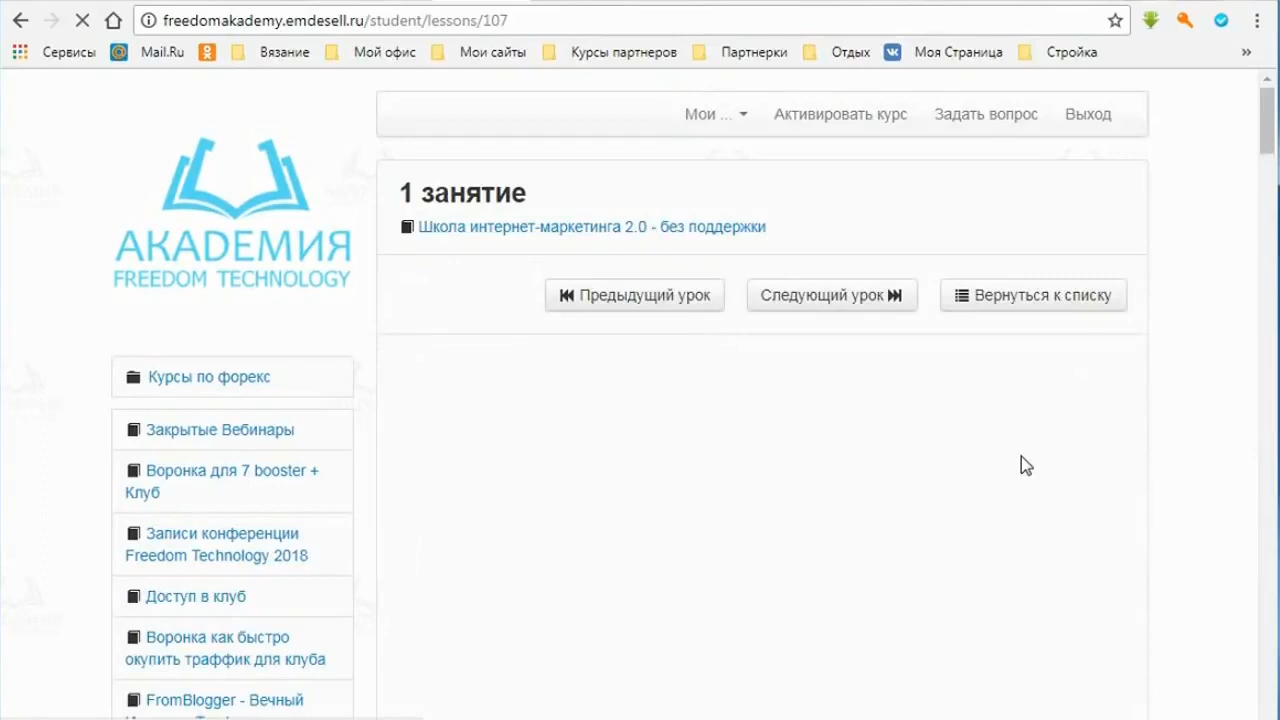 freedomakademy.emdesell.ru/student/lessons/107
Сервисы Mail.Ru Вязание Мой офис Мои сайты Курсы партнеров Партнерки Отдых Моя Страница Стройка »
Мои ... Активировать курс Задать вопрос Выход
АКАДЕМИЯ
FREEDOM TECHNOLOGY
1 занятие
Школа интернет-маркетинга 2.0 - без поддержки
Предыдущий урок Следующий урок Вернуться к списку
Курсы по форекс
Закрытые Вебинары
Воронка для 7 booster +
Клуб
Записи конференции
Freedom Technology 2018
Доступ в клуб
Воронка как быстро
окупить траффик для клуба
FromBlogger - Вечный